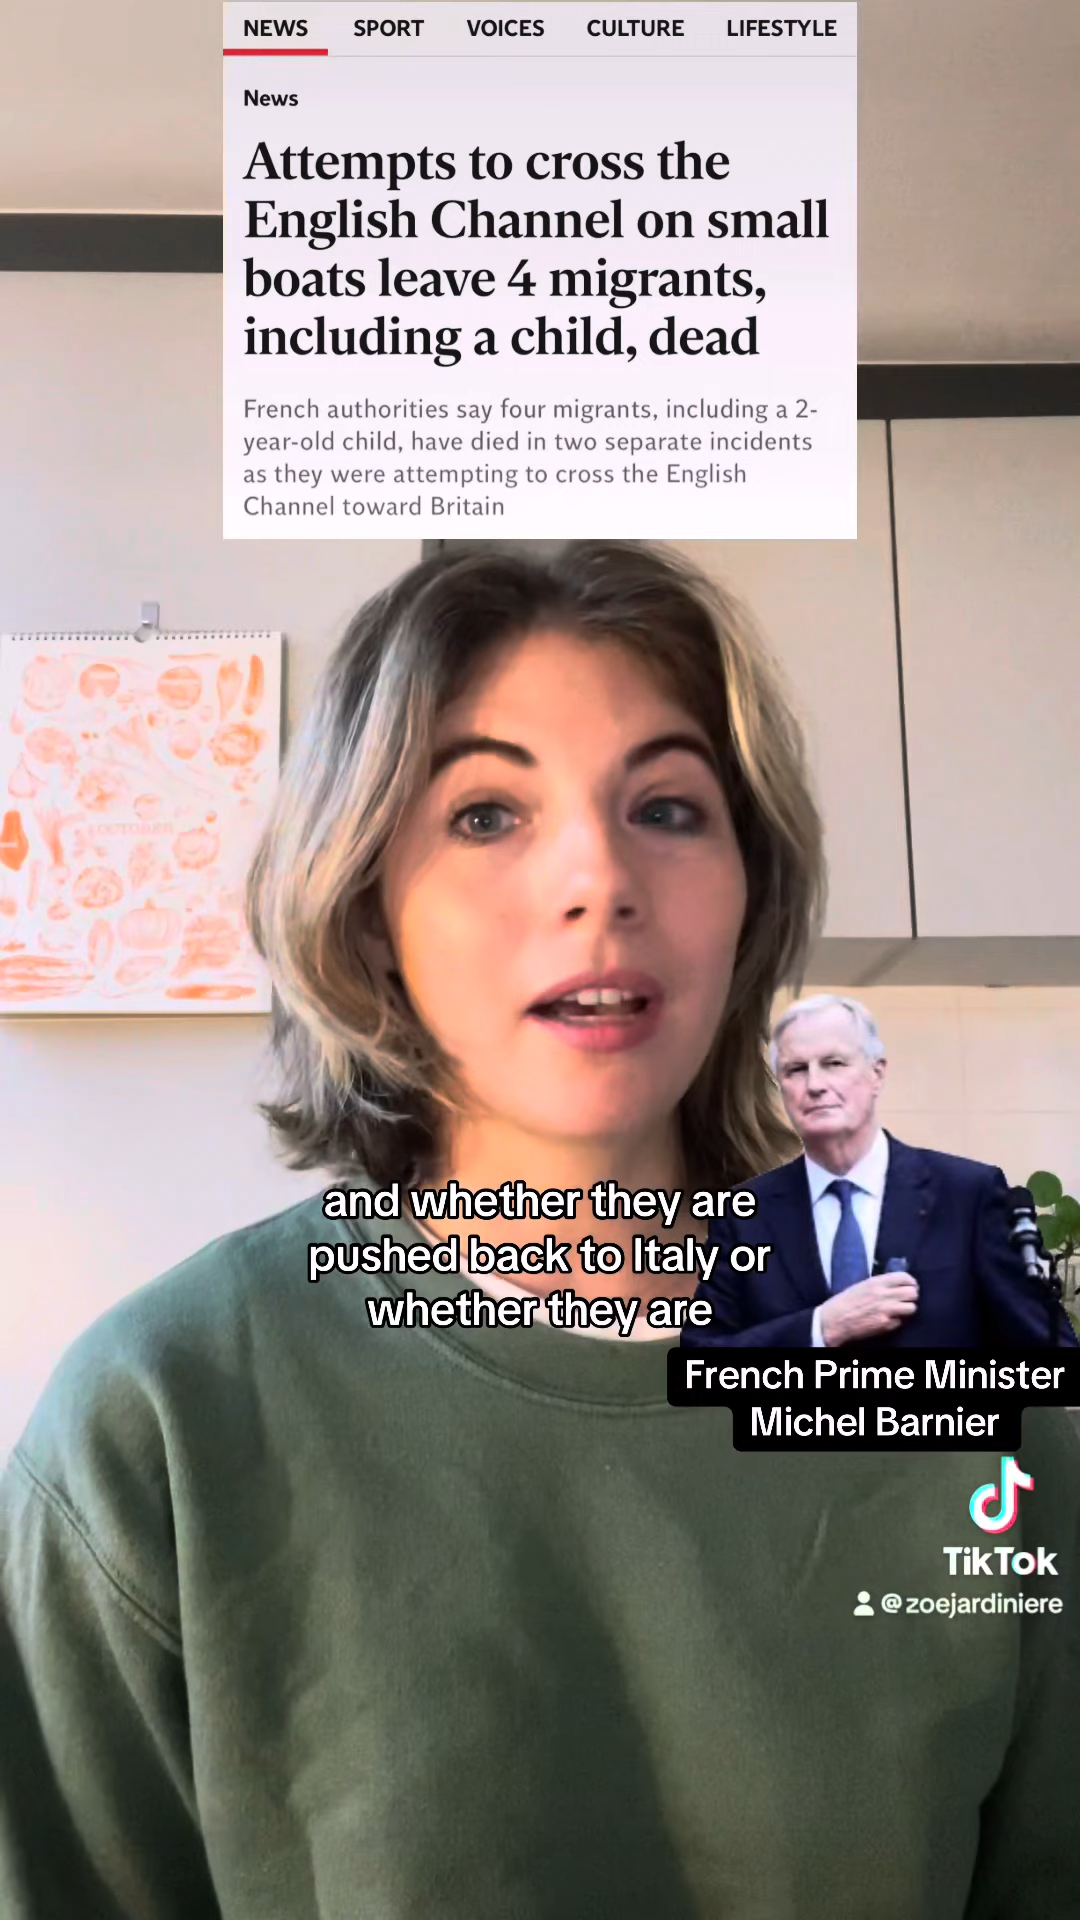 NEWS SPORT VOICES CULTURE LIFESTYLE
News
Attempts to cross the
English Channel on small
boats leave 4 migrants,
including a child, dead
French authorities say four migrants, including a 2-
year-old child, have died in two separate incidents
as they were attempting to cross the English
Channel toward Britain
OCTOBER
and whether they are
pushed back to Italy or
whether they are
French Prime Minister
Michel Barnier
TikTok
@zoejardiniere